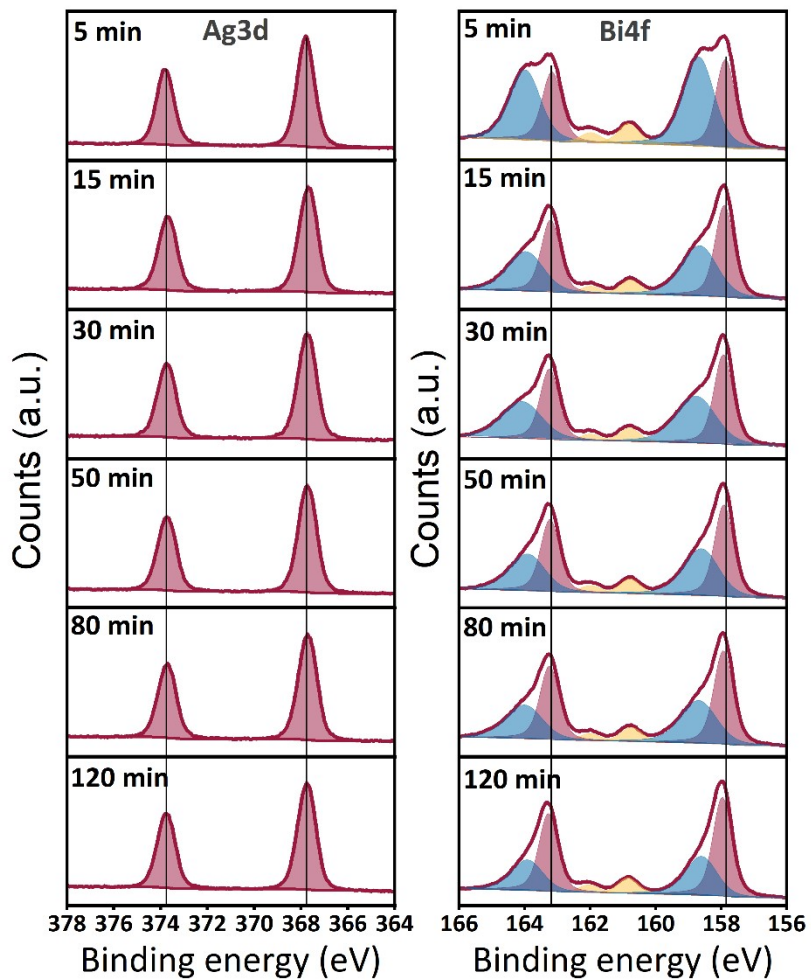 5 min
Ag3d
15 min
30 min
50 min
80 min
120 min
Counts (a.u.)
378 376 374 372 370 368 366 364
Binding energy (eV)
5 min
Bi4f
15 min
30 min
50 min
80 min
120 min
Counts (a.u.)
166 164 162 160 158 156
Binding energy (eV)